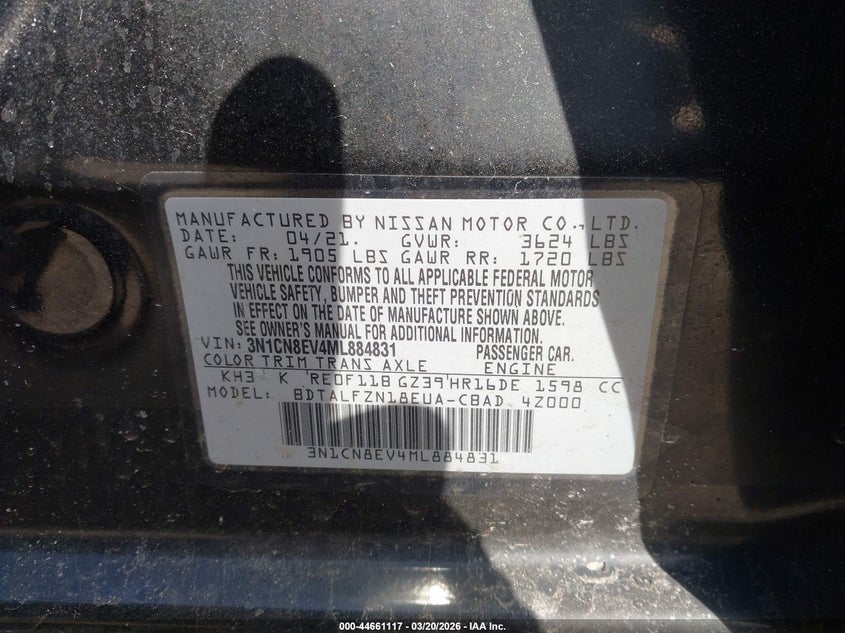 MANUFACTURED BY NISSAN MOTOR CO.,LTD.
DATE: 04/21. GVWR: 3624 LBS
GAWR FR: 1905 LBS GAWR RR: 1720 LBS
THIS VEHICLE CONFORMS TO ALL APPLICABLE FEDERAL MOTOR
VEHICLE SAFETY, BUMPER AND THEFT PREVENTION STANDARDS
IN EFFECT ON THE DATE OF MANUFACTURE SHOWN ABOVE.
SEE OWNER'S MANUAL FOR ADDITIONAL INFORMATION.
VIN: 3N1CN8EV4ML884831 PASSENGER CAR.
COLOR TRIM TRANS AXLE ENGINE
KH3 K RE0F11B GZ39 HR16DE 1598 CC
MODEL: BDTALFZN18EUA-CBAD 4Z000
3N1CN8EV4ML884831
000-44661117 - 03/20/2026 - IAA Inc.